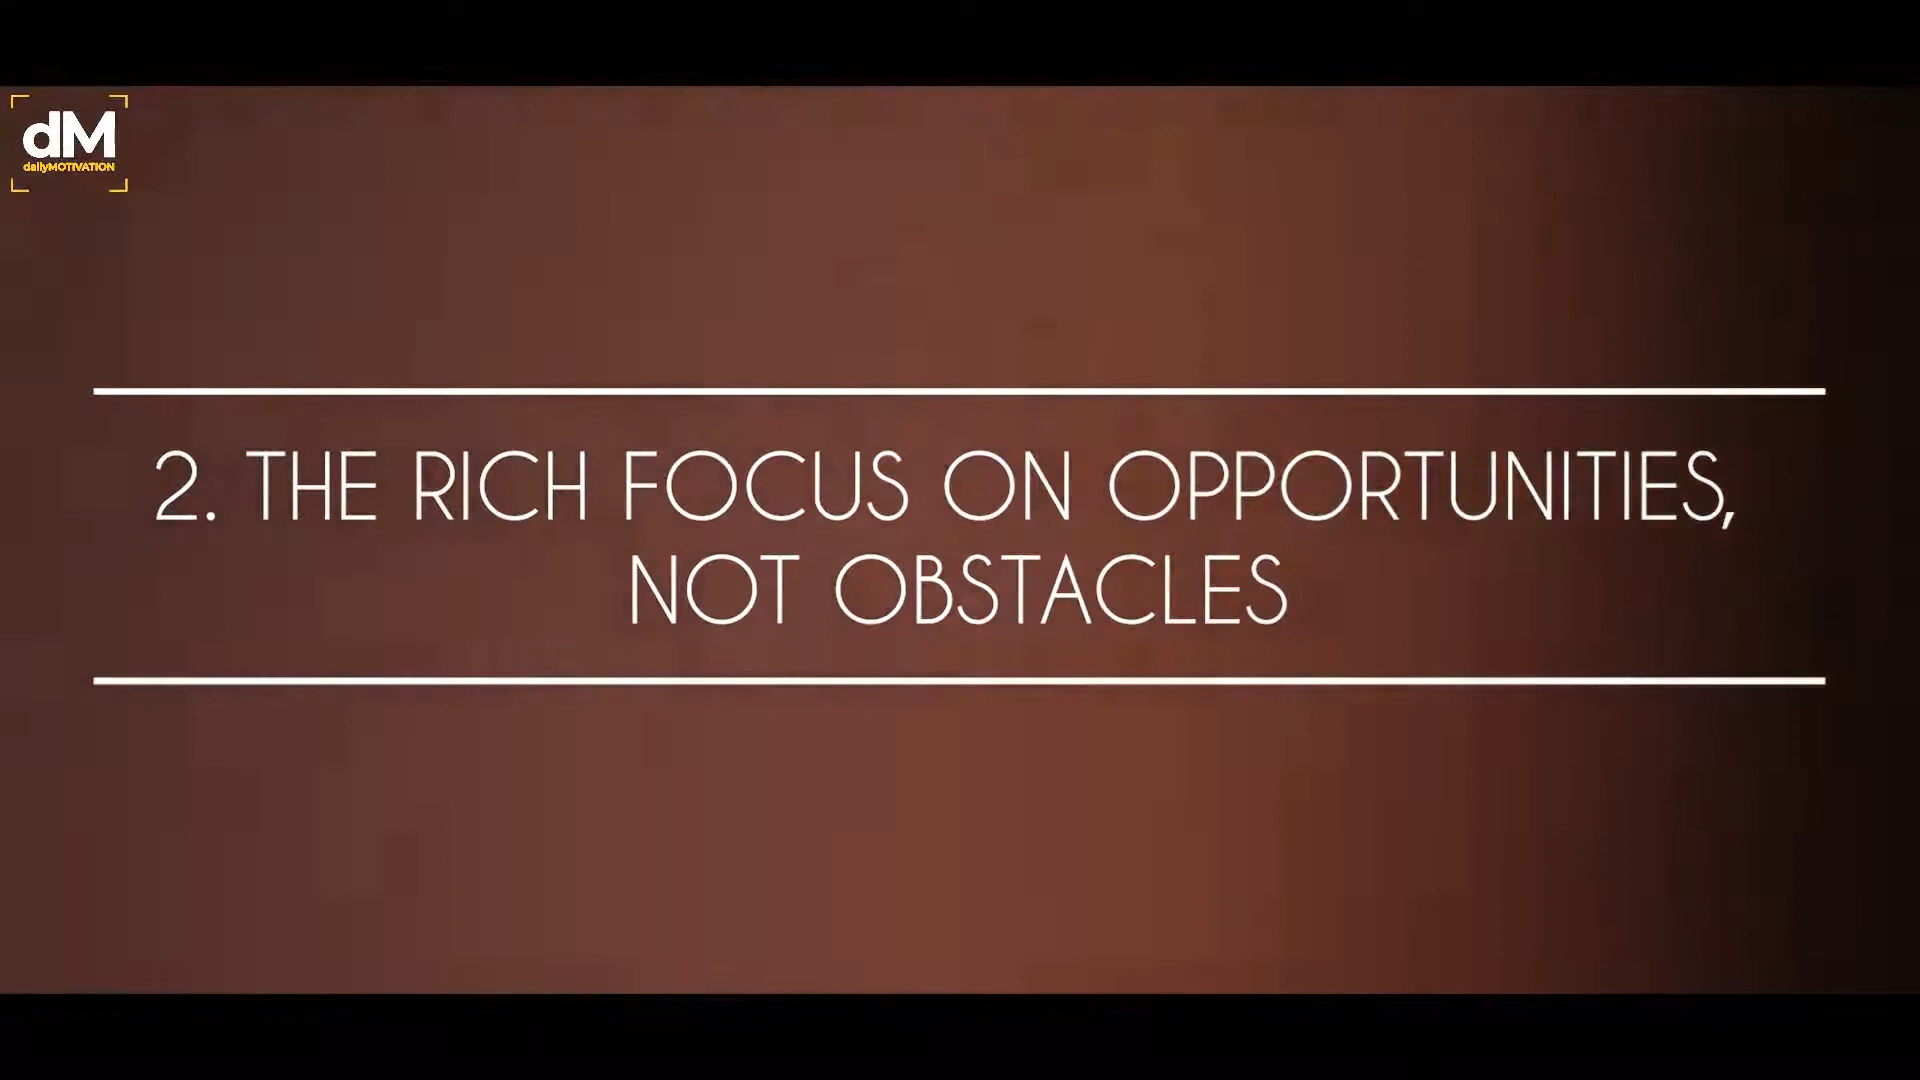 dM
dailyMOTIVATION
2. THE RICH FOCUS ON OPPORTUNITIES,
NOT OBSTACLES